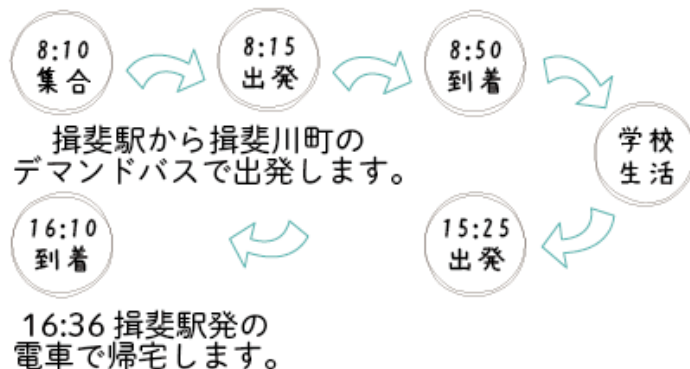 8:10
集合
8:15
出発
8:50
到着
揖斐駅から揖斐川町の
デマンドバスで出発します。
学校
生活
15:25
出発
16:10
到着
16:36 揖斐駅発の
電車で帰宅します。